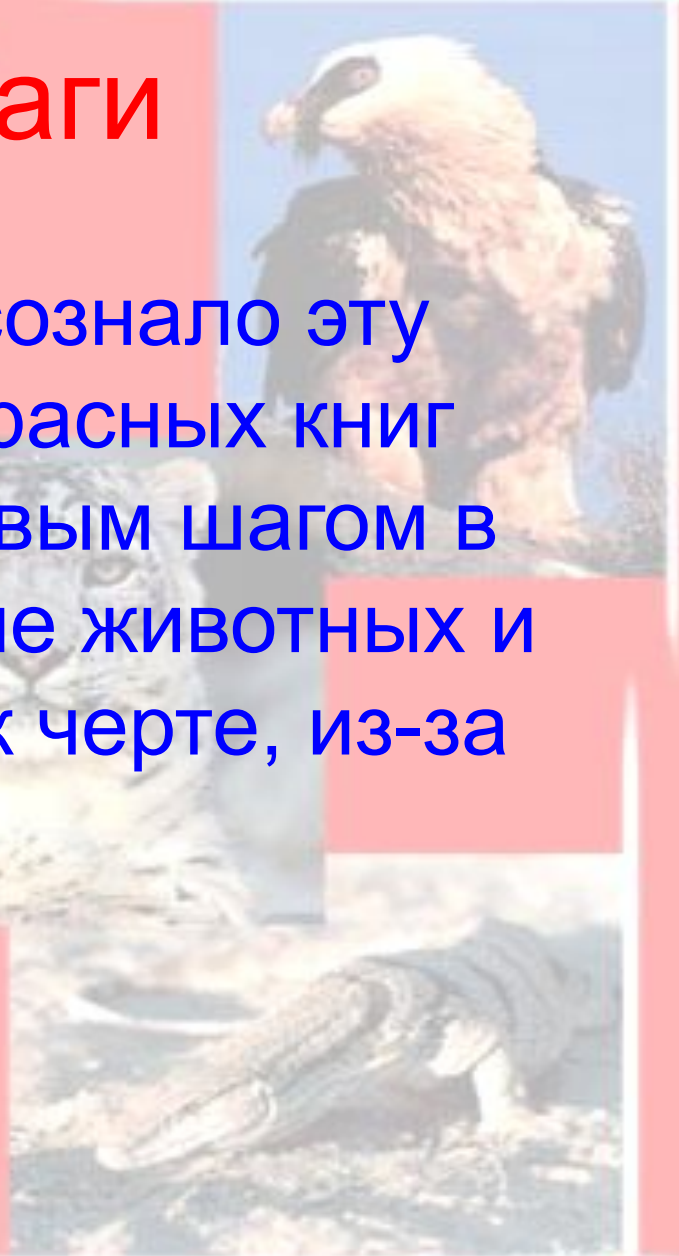 аги
сознало эту
расных книг
вым шагом в
ие животных и
к черте, из-за